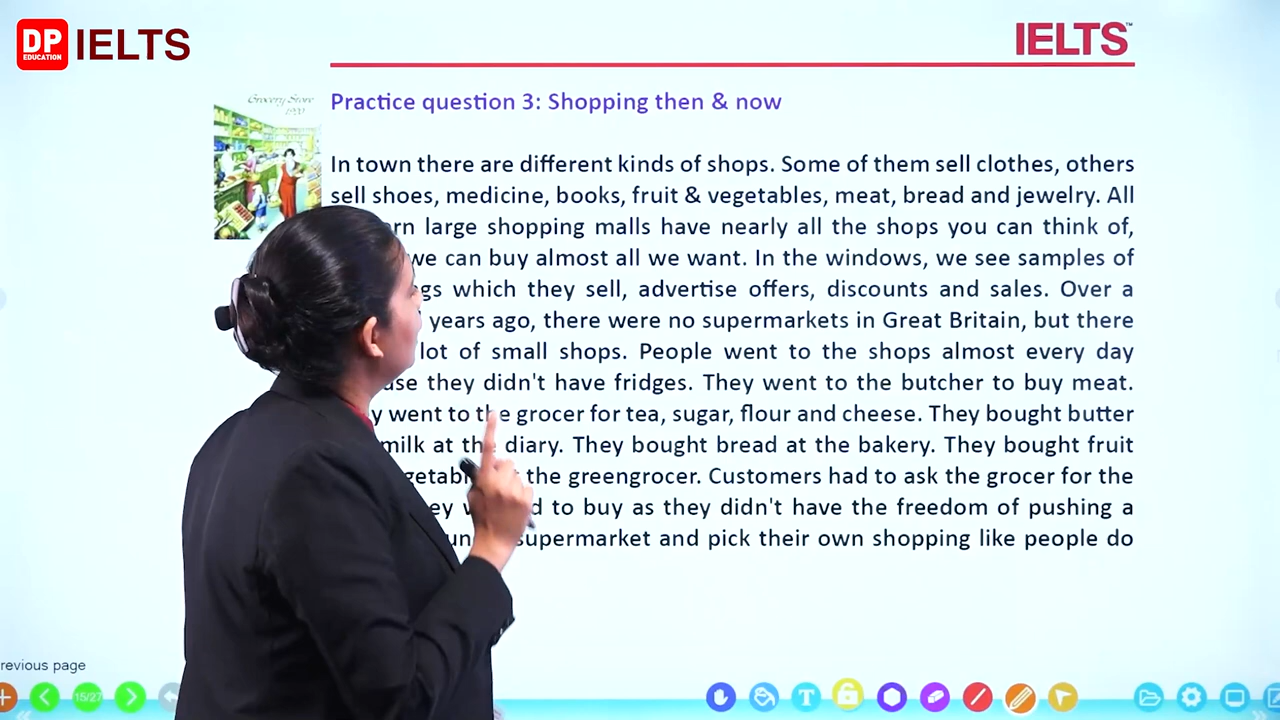 DP
EDUCATION
IELTS
IELTS™
Grocery Store
1920
Practice question 3: Shopping then & now
In town there are different kinds of shops. Some of them sell clothes, others
sell shoes, medicine, books, fruit & vegetables, meat, bread and jewelry. All
large shopping malls have nearly all the shops you can think of,
we can buy almost all we want. In the windows, we see samples of
which they sell, advertise offers, discounts and sales. Over a
years ago, there were no supermarkets in Great Britain, but there
lot of small shops. People went to the shops almost every day
they didn't have fridges. They went to the butcher to buy meat.
went to the grocer for tea, sugar, flour and cheese. They bought butter
milk at the diary. They bought bread at the bakery. They bought fruit
the greengrocer. Customers had to ask the grocer for the
to buy as they didn't have the freedom of pushing a
supermarket and pick their own shopping like people do
revious page
15/27
T